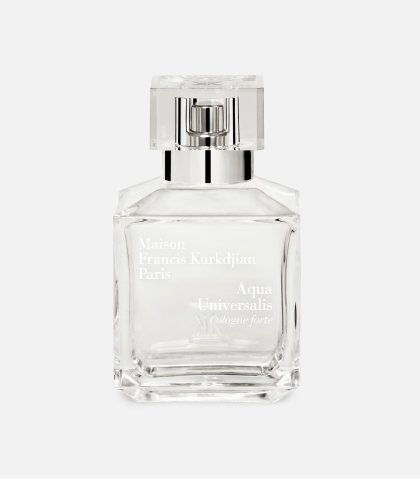 Maison
Francis Kurkdjian
Paris
Aqua
Universalis
Cologne forte